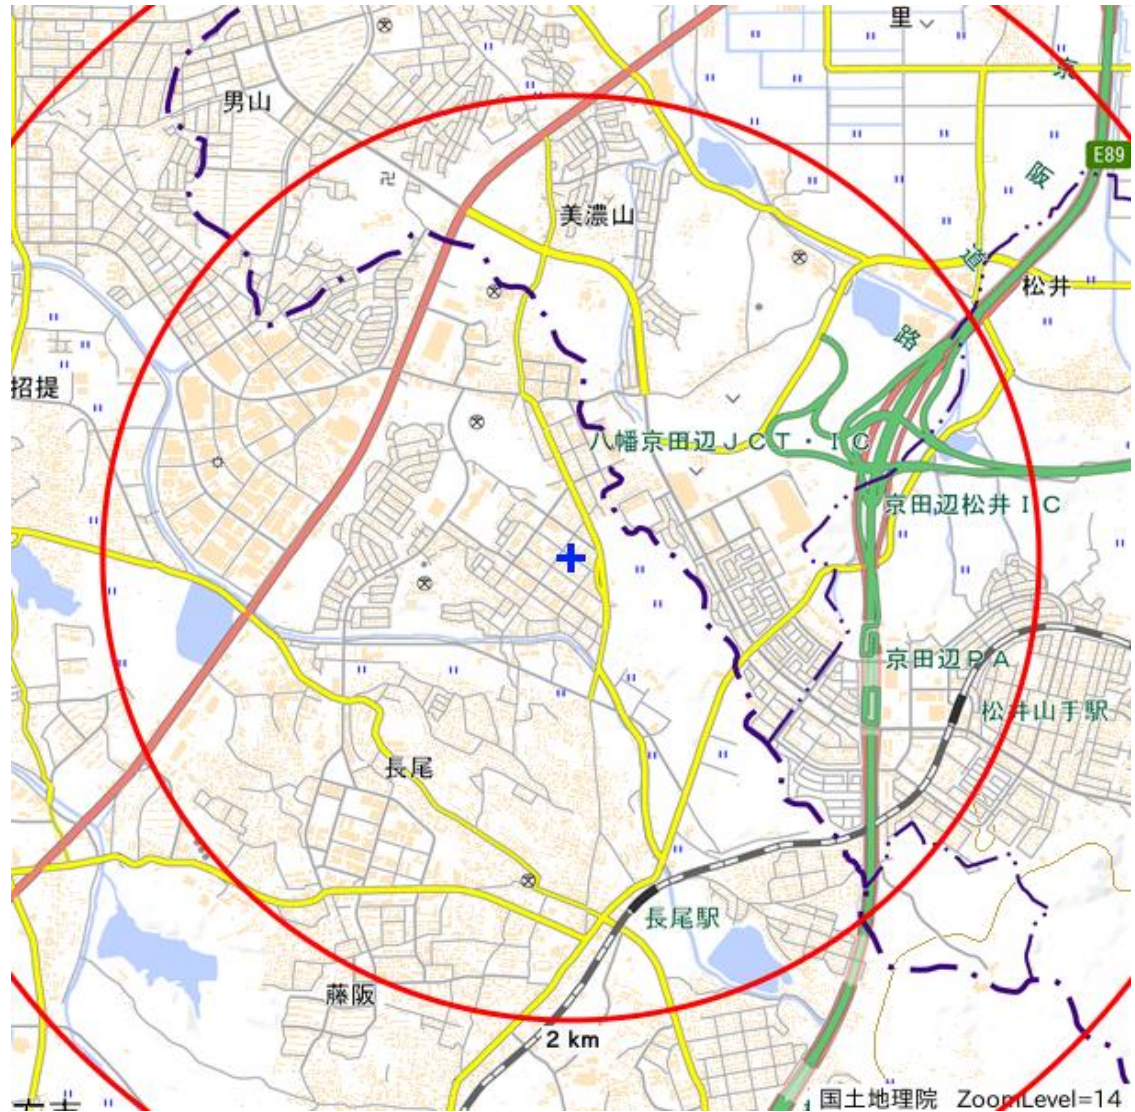 里
京
男山
E89
阪
美濃山
道
松井
路
招提
八幡京田辺JCT・IC
京田辺松井IC
京田辺PA
松井山手駅
長尾
長尾駅
藤阪
2 km
国土地理院 ZoomLevel=14